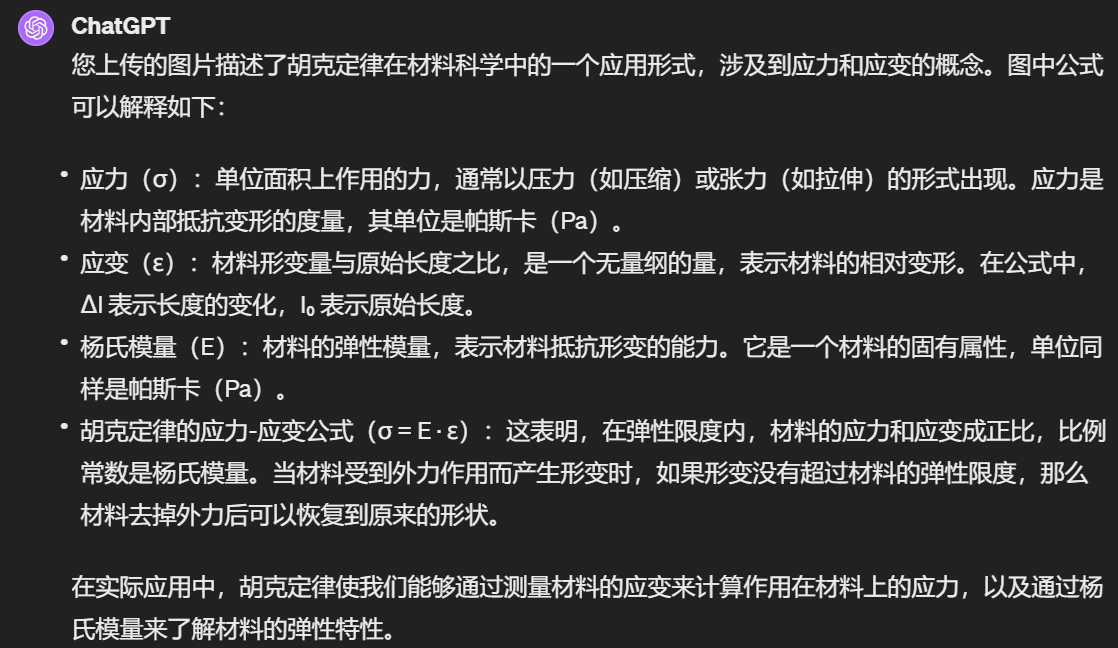 ChatGPT
您上传的图片描述了胡克定律在材料科学中的一个应用形式，涉及到应力和应变的概念。图中公式
可以解释如下：
• 应力（σ）：单位面积上作用的力，通常以压力（如压缩）或张力（如拉伸）的形式出现。应力是
材料内部抵抗变形的度量，其单位是帕斯卡（Pa）。
• 应变（ε）：材料形变量与原始长度之比，是一个无量纲的量，表示材料的相对变形。在公式中，
Δl 表示长度的变化，l₀ 表示原始长度。
• 杨氏模量（E）：材料的弹性模量，表示材料抵抗形变的能力。它是一个材料的固有属性，单位同
样是帕斯卡（Pa）。
• 胡克定律的应力-应变公式（σ = E · ε）：这表明，在弹性限度内，材料的应力和应变成正比，比例
常数是杨氏模量。当材料受到外力作用而产生形变时，如果形变没有超过材料的弹性限度，那么
材料去掉外力后可以恢复到原来的形状。
在实际应用中，胡克定律使我们能够通过测量材料的应变来计算作用在材料上的应力，以及通过杨
氏模量来了解材料的弹性特性。